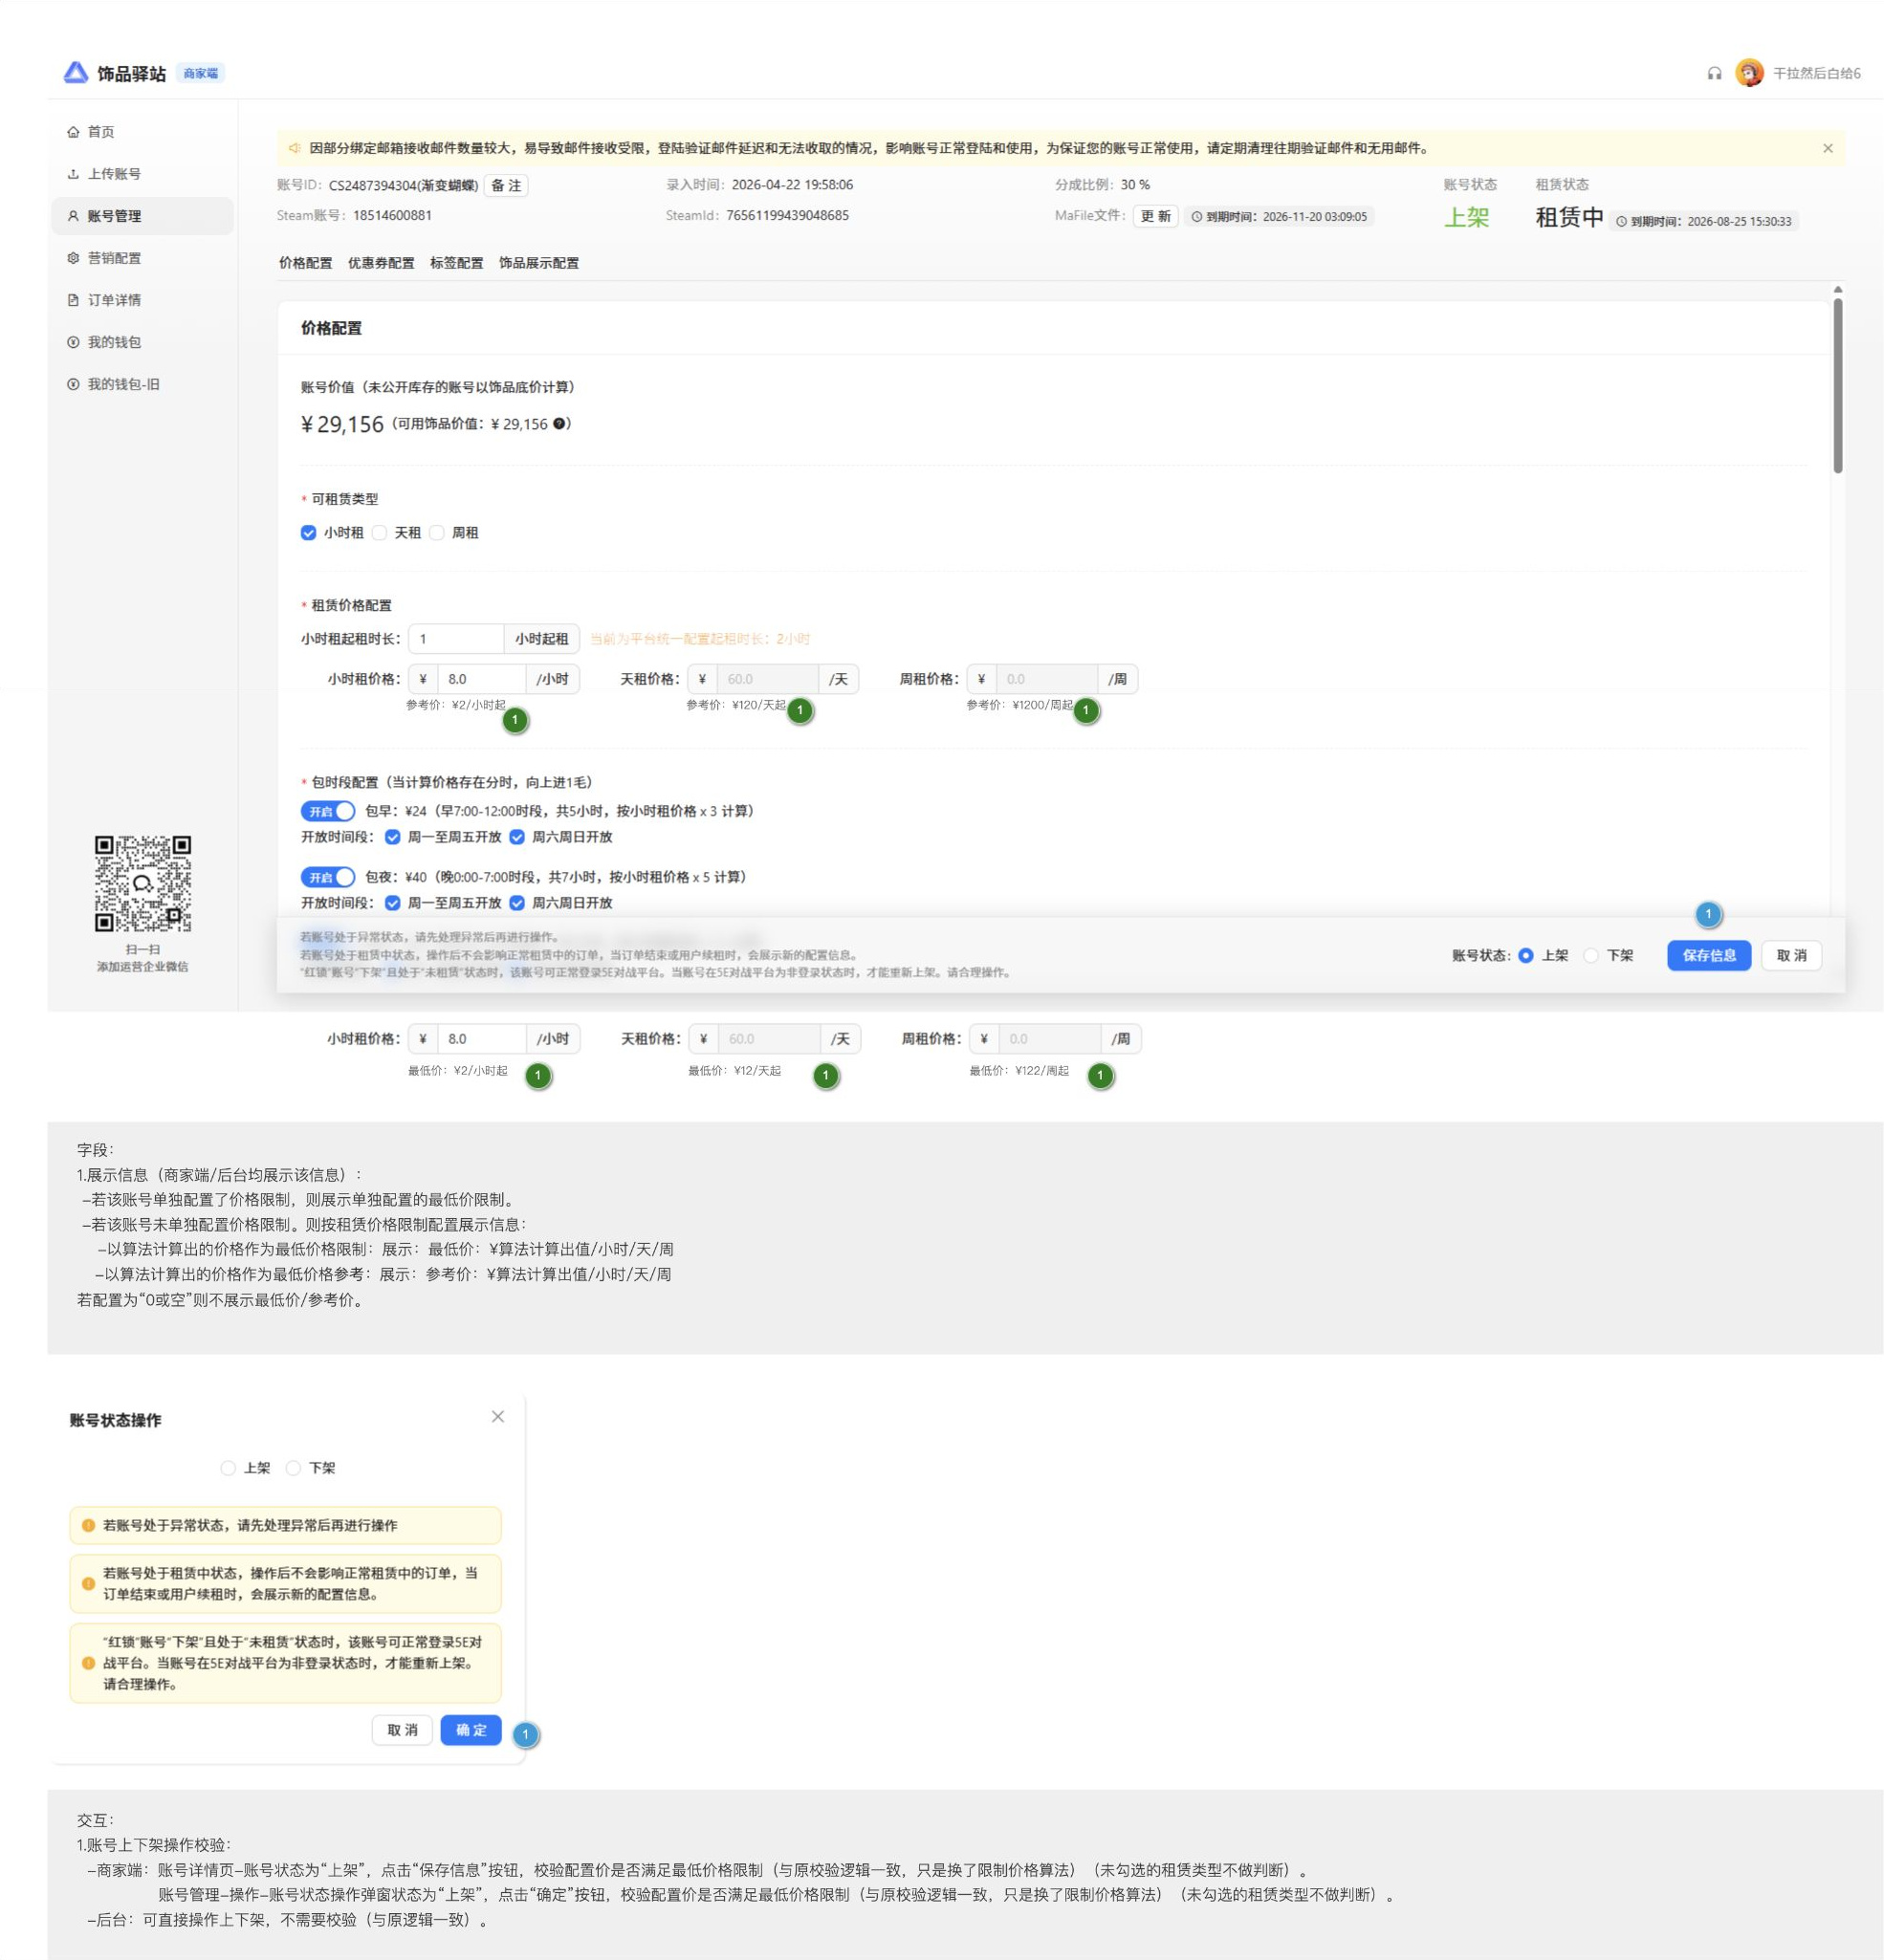 饰品驿站 商家端
干拉然后白给6
首页
上传账号
账号管理
营销配置
订单详情
我的钱包
我的钱包-旧
扫一扫
添加运营企业微信
因部分绑定邮箱接收邮件数量较大，易导致邮件接收受限，登陆验证邮件延迟和无法收取的情况，影响账号正常登陆和使用，为保证您的账号正常使用，请定期清理往期验证邮件和无用邮件。
账号ID：CS2487394304(渐变蝴蝶) 备 注 录入时间：2026-04-22 19:58:06 分成比例：30 % 账号状态 租赁状态
Steam账号：18514600881 SteamId：76561199439048685 MaFile文件： 更 新 到期时间：2026-11-20 03:09:05 上架 租赁中 到期时间：2026-08-25 15:30:33
价格配置 优惠券配置 标签配置 饰品展示配置
价格配置
账号价值（未公开库存的账号以饰品底价计算）
¥ 29,156（可用饰品价值：¥ 29,156 ）
* 可租赁类型
小时租 天租 周租
* 租赁价格配置
小时租起租时长： 1 小时起租 当前为平台统一配置起租时长：2小时
小时租价格： ¥ 8.0 /小时 天租价格： ¥ 60.0 /天 周租价格： ¥ 0.0 /周
参考价：¥2/小时起 1 参考价：¥120/天起 1 参考价：¥1200/周起 1
* 包时段配置（当计算价格存在分时，向上进1毛）
开启 包早：¥24（早7:00-12:00时段，共5小时，按小时租价格 x 3 计算）
开放时间段： 周一至周五开放 周六周日开放
开启 包夜：¥40（晚0:00-7:00时段，共7小时，按小时租价格 x 5 计算）
开放时间段： 周一至周五开放 周六周日开放
1
若账号处于异常状态，请先处理异常后再进行操作。
若账号处于租赁中状态，操作后不会影响正常租赁中的订单，当订单结束或用户续租时，会展示新的配置信息。
“红锁”账号“下架”且处于“未租赁”状态时，该账号可正常登录5E对战平台。当账号在5E对战平台为非登录状态时，才能重新上架。请合理操作。
账号状态： 上架 下架 保存信息 取 消
小时租价格： ¥ 8.0 /小时 天租价格： ¥ 60.0 /天 周租价格： ¥ 0.0 /周
最低价：¥2/小时起 1 最低价：¥12/天起 1 最低价：¥122/周起 1
字段：
1.展示信息（商家端/后台均展示该信息）：
–若该账号单独配置了价格限制，则展示单独配置的最低价限制。
–若该账号未单独配置价格限制。则按租赁价格限制配置展示信息：
–以算法计算出的价格作为最低价格限制：展示：最低价：¥算法计算出值/小时/天/周
–以算法计算出的价格作为最低价格参考：展示：参考价：¥算法计算出值/小时/天/周
若配置为“0或空”则不展示最低价/参考价。
账号状态操作
上架 下架
若账号处于异常状态，请先处理异常后再进行操作
若账号处于租赁中状态，操作后不会影响正常租赁中的订单，当
订单结束或用户续租时，会展示新的配置信息。
“红锁”账号“下架”且处于“未租赁”状态时，该账号可正常登录5E对
战平台。当账号在5E对战平台为非登录状态时，才能重新上架。
请合理操作。
取 消 确 定 1
交互：
1.账号上下架操作校验：
–商家端：账号详情页–账号状态为“上架”，点击“保存信息”按钮，校验配置价是否满足最低价格限制（与原校验逻辑一致，只是换了限制价格算法）（未勾选的租赁类型不做判断）。
账号管理–操作–账号状态操作弹窗状态为“上架”，点击“确定”按钮，校验配置价是否满足最低价格限制（与原校验逻辑一致，只是换了限制价格算法）（未勾选的租赁类型不做判断）。
–后台：可直接操作上下架，不需要校验（与原逻辑一致）。